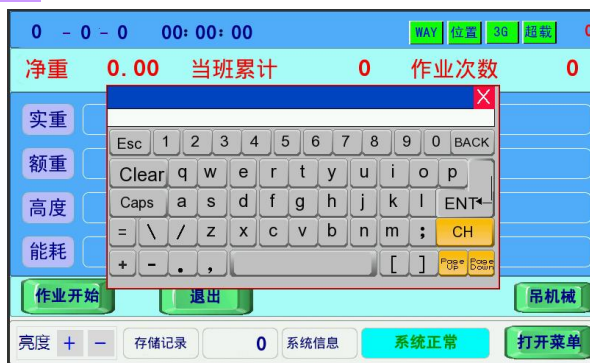 0 - 0 - 0 00:00:00 WAY 位置 3G 超载 0
净重 0.00 当班累计 0 作业次数 0
X
实重
Esc 1 2 3 4 5 6 7 8 9 0 BACK
额重
Clear q w e r t y u i o p
高度
Caps a s d f g h j k l ENT
= \ / z x c v b n m ; CH
能耗
+ - . , [ ] Page Up Page Down
作业开始 退出 吊机械
亮度 + - 存储记录 0 系统信息 系统正常 打开菜单